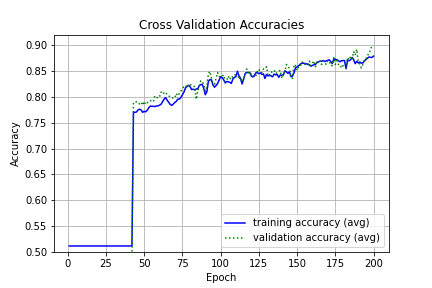 Cross Validation Accuracies
Accuracy
0.90
0.85
0.80
0.75
0.70
0.65
0.60
0.55
0.50
training accuracy (avg)
validation accuracy (avg)
0 25 50 75 100 125 150 175 200
Epoch